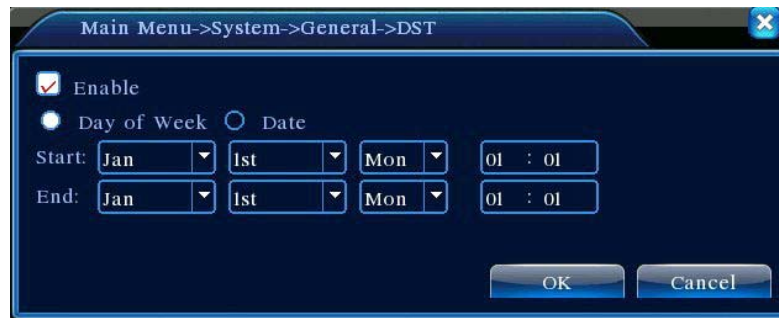 Main Menu->System->General->DST
Enable
Day of Week Date
Start: Jan 1st Mon 01 : 01
End: Jan 1st Mon 01 : 01
OK Cancel